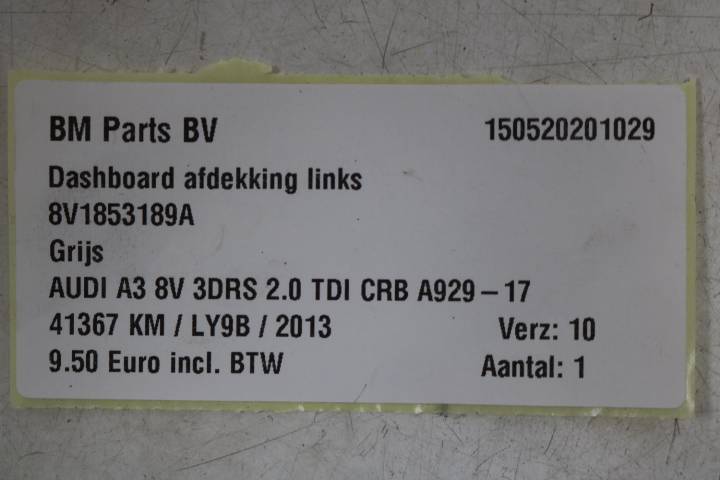 BM Parts BV 150520201029
Dashboard afdekking links
8V1853189A
Grijs
AUDI A3 8V 3DRS 2.0 TDI CRB A929-17
41367 KM / LY9B / 2013 Verz: 10
9.50 Euro incl. BTW Aantal: 1